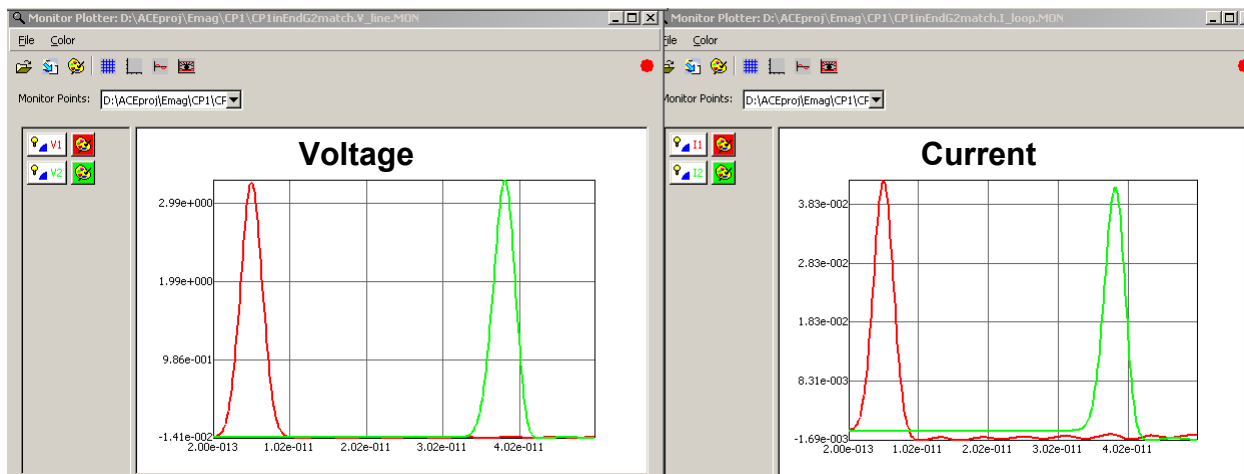 Monitor Plotter: D:\ACEproj\Emag\CP1\CP1inEndG2match.V_line.MON
File Color
Monitor Points: D:\ACEproj\Emag\CP1\CF
V1
V2
Voltage
2.99e+000
1.99e+000
9.86e-001
-1.41e-002
2.00e-013 1.02e-011 2.02e-011 3.02e-011 4.02e-011
Monitor Plotter: D:\ACEproj\Emag\CP1\CP1inEndG2match.I_loop.MON
File Color
Monitor Points: D:\ACEproj\Emag\CP1\CF
I1
I2
Current
3.83e-002
2.83e-002
1.83e-002
8.31e-003
-1.69e-003
2.00e-013 1.02e-011 2.02e-011 3.02e-011 4.02e-011